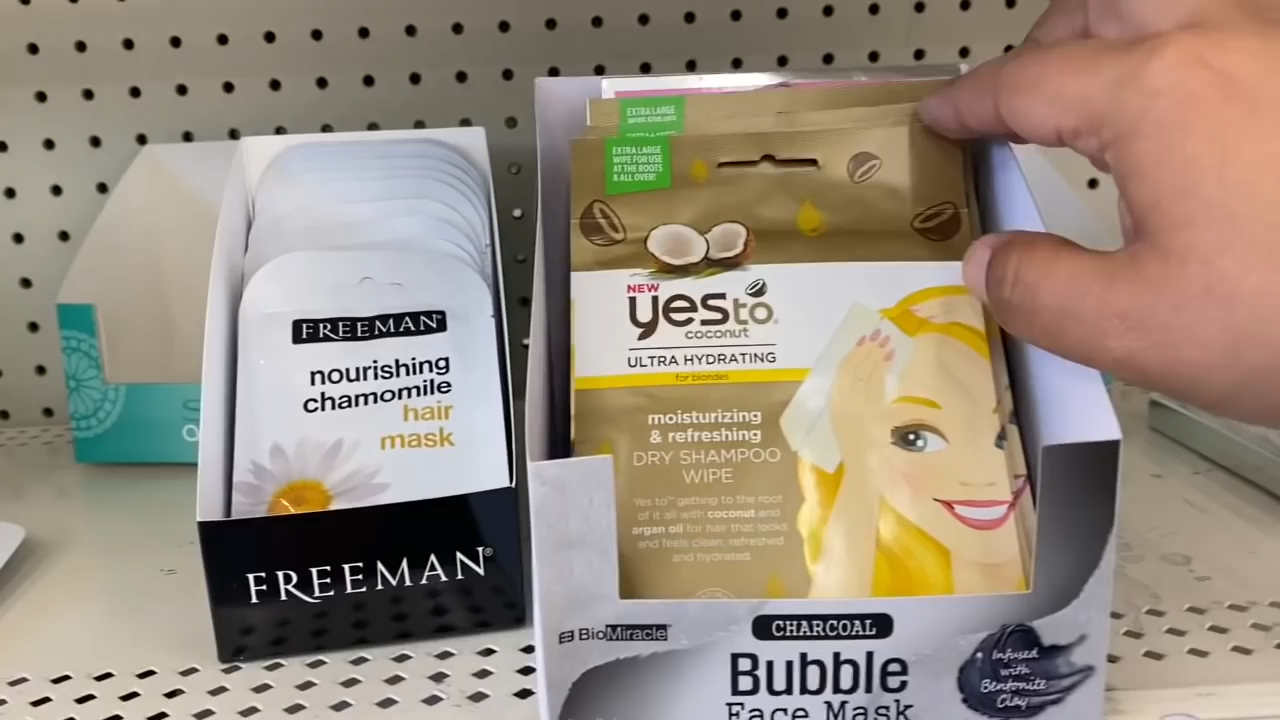 FREEMAN
nourishing
chamomile
hair
mask
FREEMAN®
EXTRA LARGE
EXTRA LARGE
WIPE FOR USE
AT THE ROOTS
& ALL OVER!
NEW
yes to
coconut
ULTRA HYDRATING
for blondes
moisturizing
& refreshing
DRY SHAMPOO
WIPE
Yes to™ getting to the root
of it all with coconut and
argan oil for hair that looks
and feels clean, refreshed
and hydrated.
BioMiracle
CHARCOAL
Bubble
Face Mask
Infused
with
Bentonite
Clay